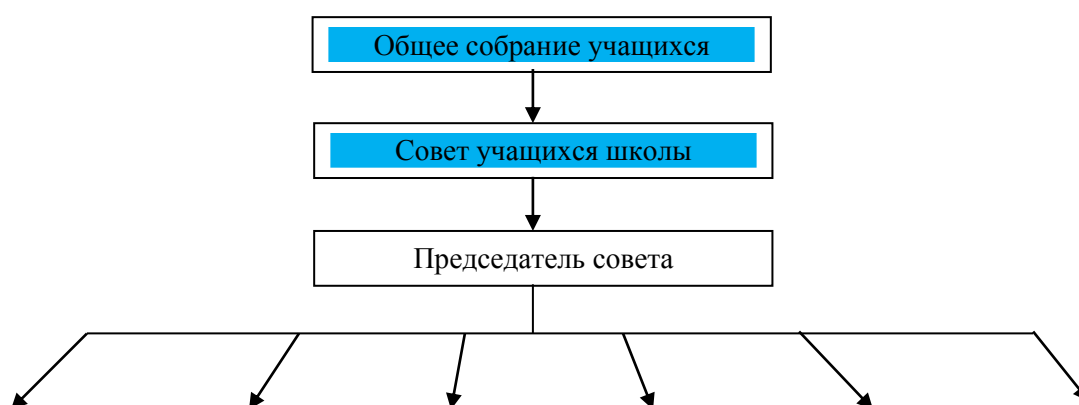 Общее собрание учащихся
Совет учащихся школы
Председатель совета